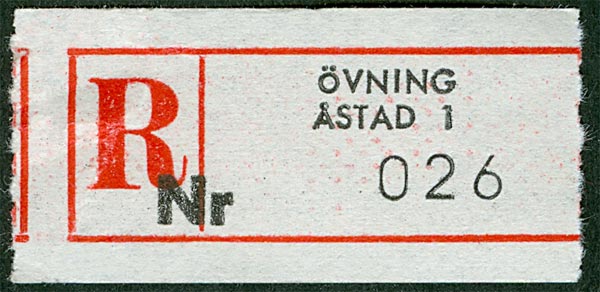 R
Nr
ÖVNING
ÅSTAD 1
026